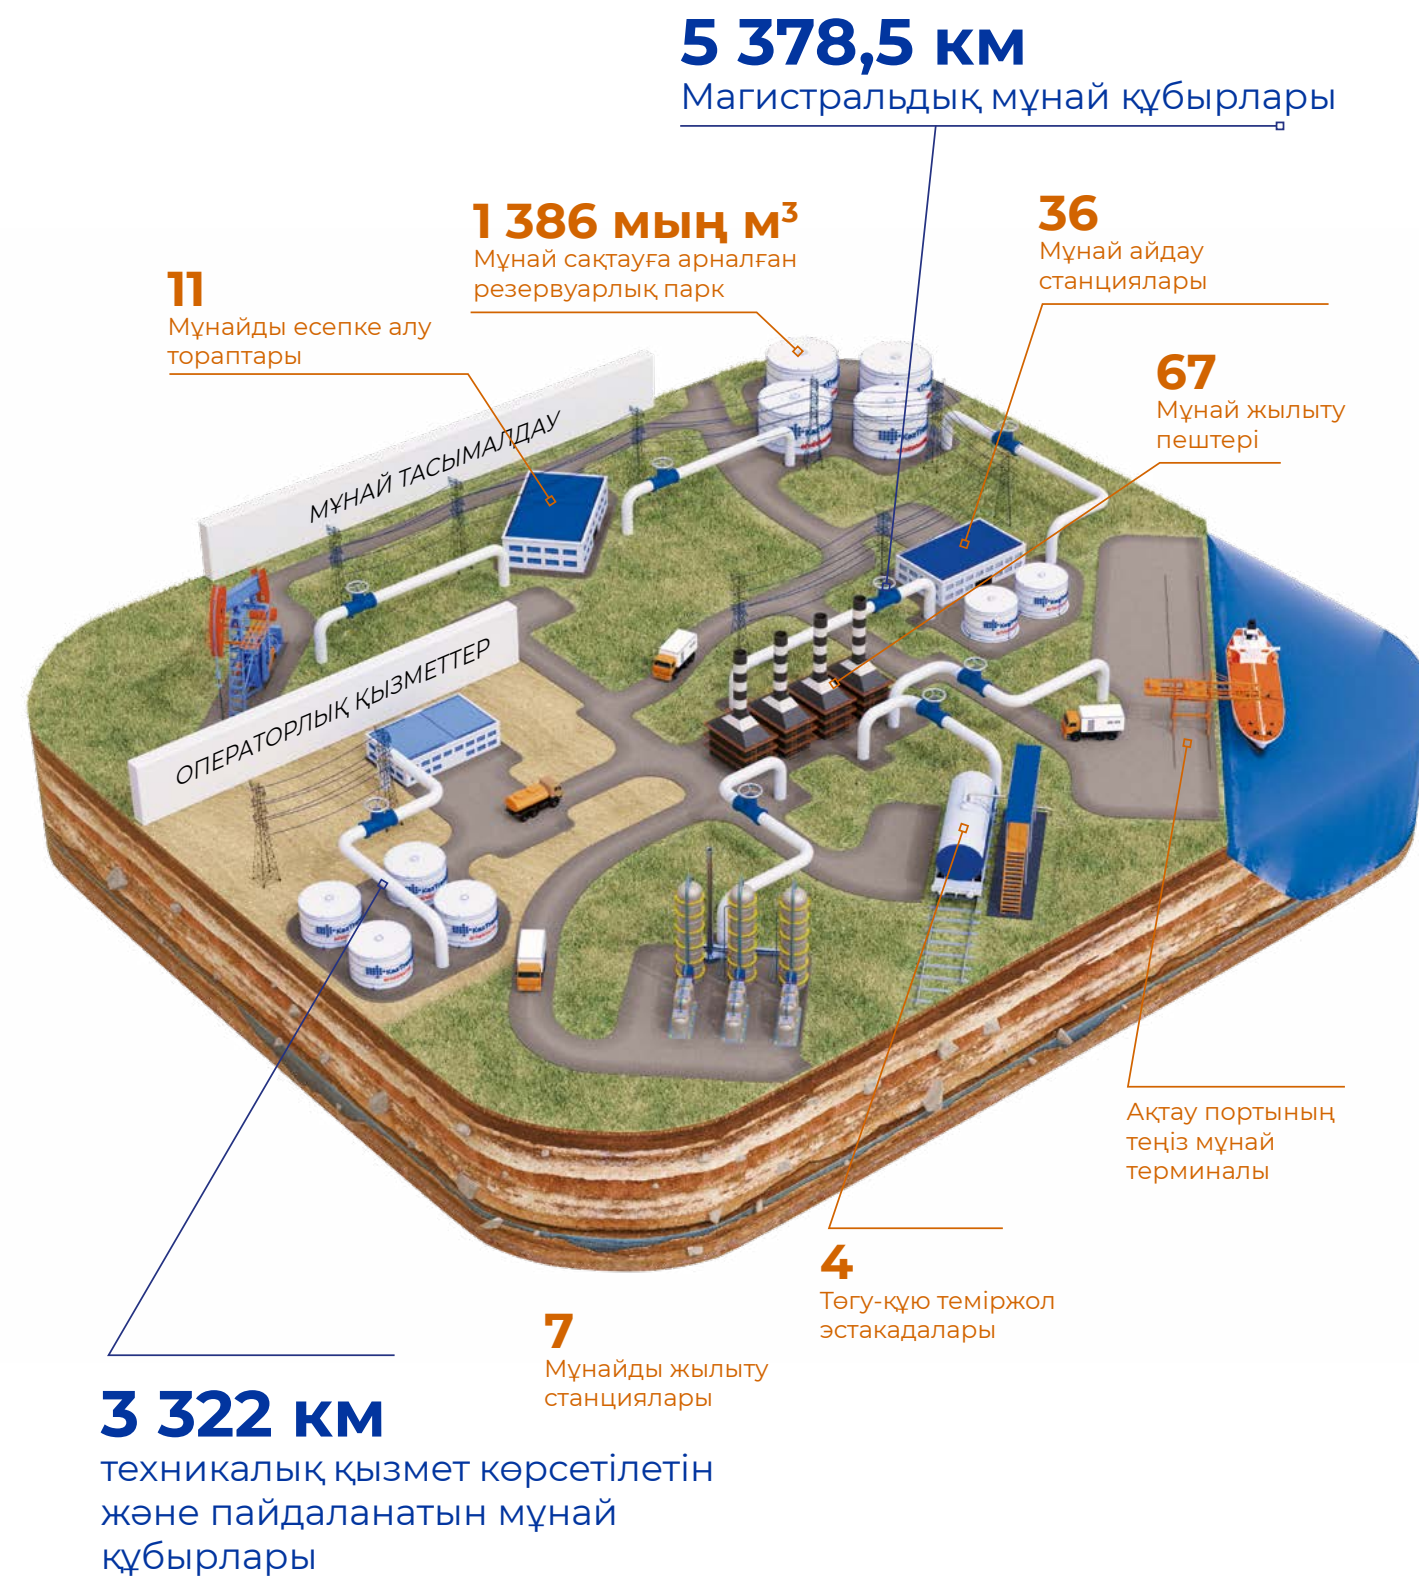 5 378,5 км
Магистральдық мұнай құбырлары
1 386 мың м³
Мұнай сақтауға арналған
резервуарлық парк
36
Мұнай айдау
станциялары
11
Мұнайды есепке алу
тораптары
67
Мұнай жылыту
пештері
МҰНАЙ ТАСЫМАЛДАУ
ОПЕРАТОРЛЫҚ ҚЫЗМЕТТЕР
Ақтау портының
теңіз мұнай
терминалы
4
Төгу-құю теміржол
эстакадалары
7
Мұнайды жылыту
станциялары
3 322 км
техникалық қызмет көрсетілетін
және пайдаланатын мұнай
құбырлары